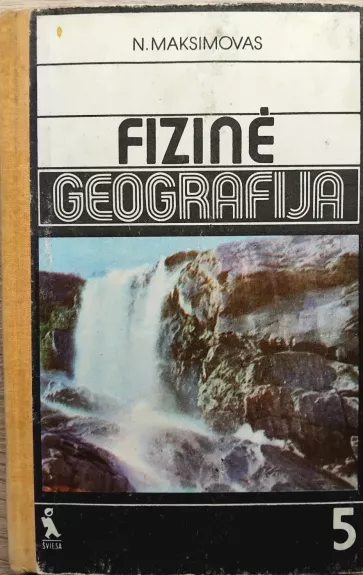 N.MAKSIMOVAS
FIZINĖ
GEOGRAFIJA
5
ŠVIESA